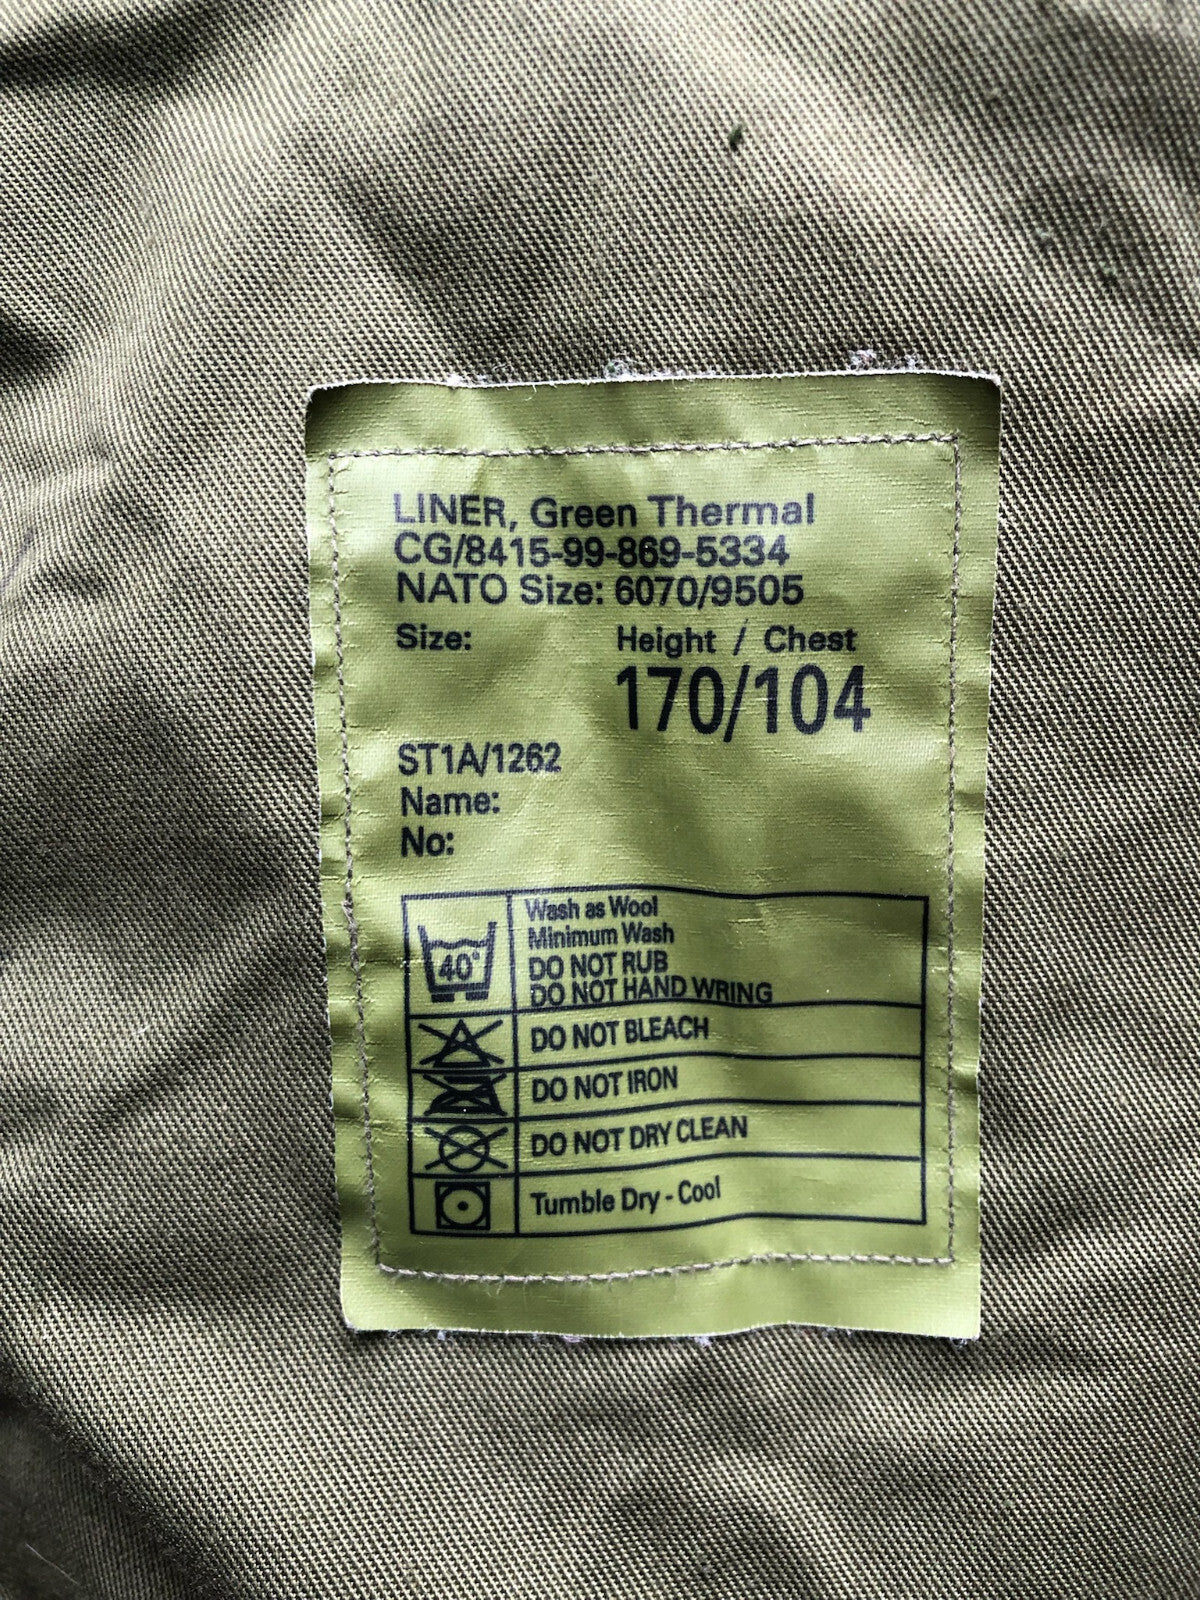 LINER, Green Thermal
CG/8415-99-869-5334
NATO Size: 6070/9505
Size: Height / Chest
170/104
ST1A/1262
Name:
No:
40°
Wash as Wool
Minimum Wash
DO NOT RUB
DO NOT HAND WRING
DO NOT BLEACH
DO NOT IRON
DO NOT DRY CLEAN
Tumble Dry - Cool